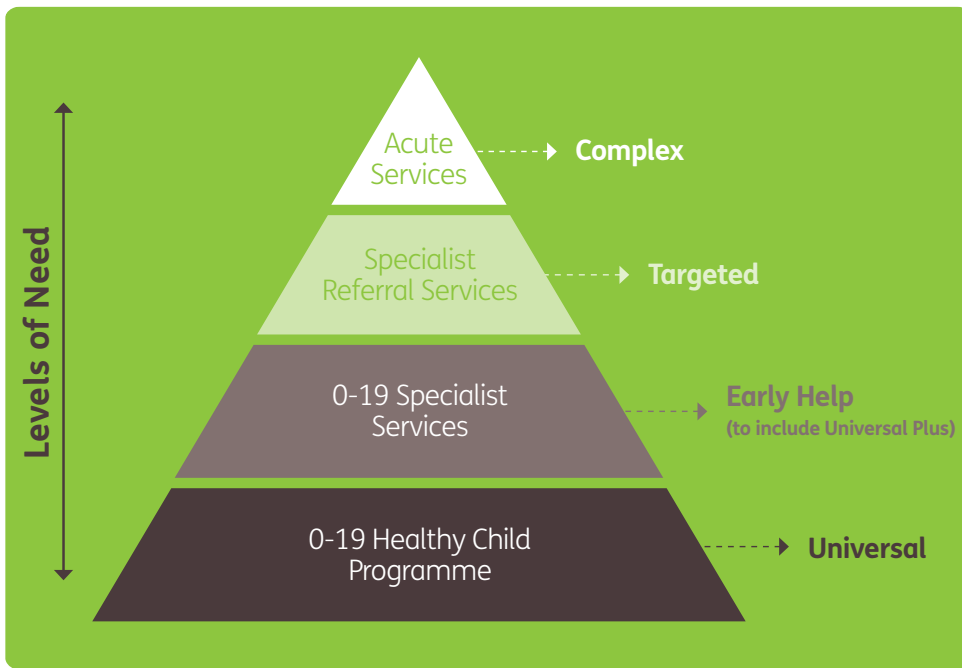 Levels of Need
Acute
Services
Complex
Specialist
Referral Services
Targeted
0-19 Specialist
Services
Early Help
(to include Universal Plus)
0-19 Healthy Child
Programme
Universal